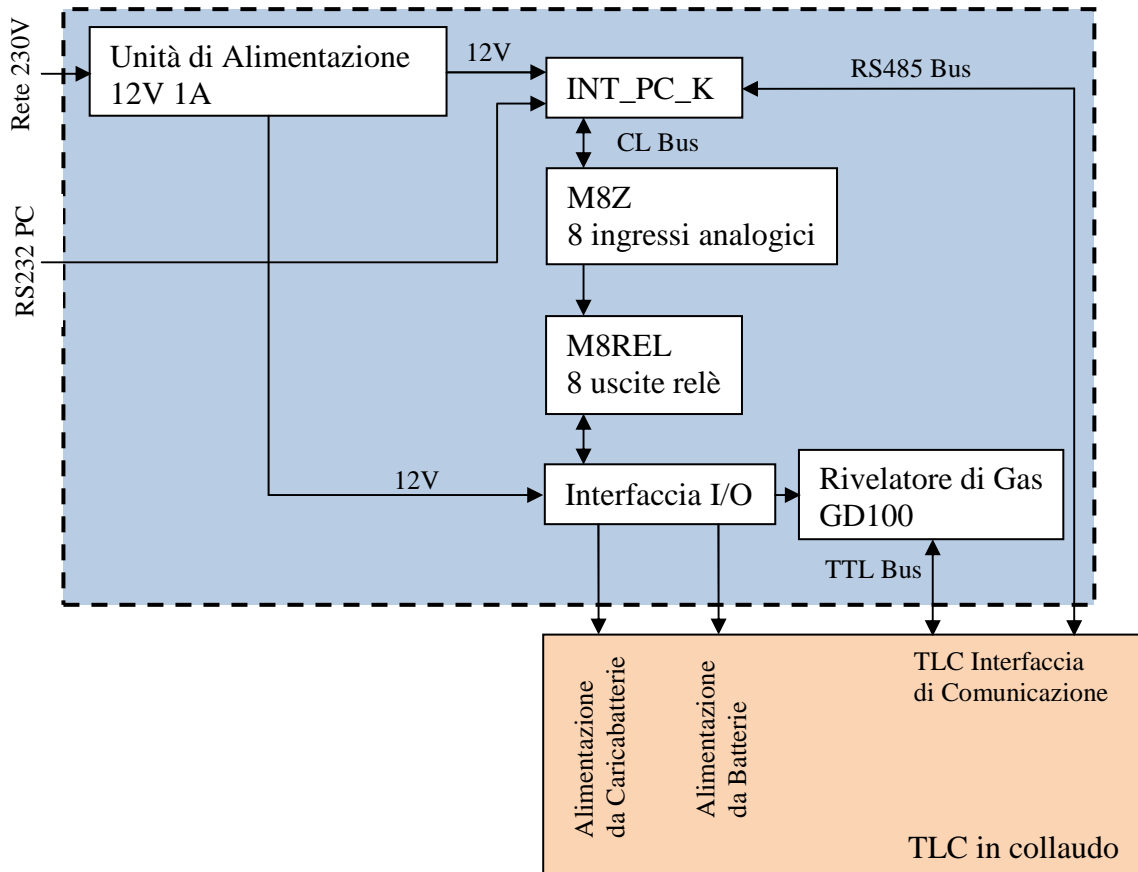 Rete 230V
Unità di Alimentazione
12V 1A
12V
INT_PC_K
RS485 Bus
CL Bus
RS232 PC
M8Z
8 ingressi analogici
M8REL
8 uscite relè
12V
Interfaccia I/O
Rivelatore di Gas
GD100
TTL Bus
Alimentazione
da Caricabatterie
Alimentazione
da Batterie
TLC Interfaccia
di Comunicazione
TLC in collaudo